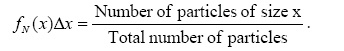 f_N(x)Δx = Number of particles of size x / Total number of particles .